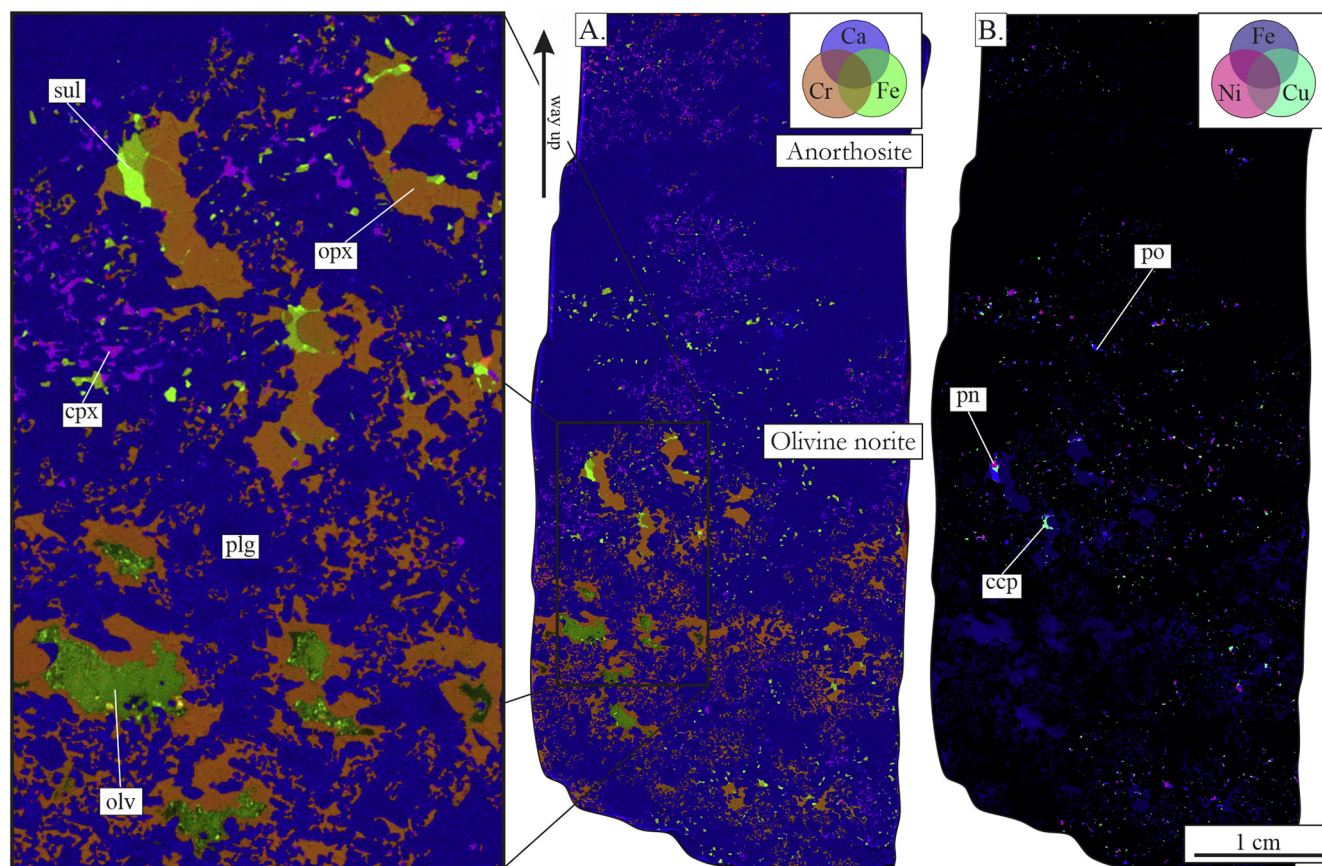 sul
opx
cpx
plg
olv
A.
way up
Ca
Cr
Fe
Anorthosite
Olivine norite
B.
Fe
Ni
Cu
po
pn
ccp
1 cm